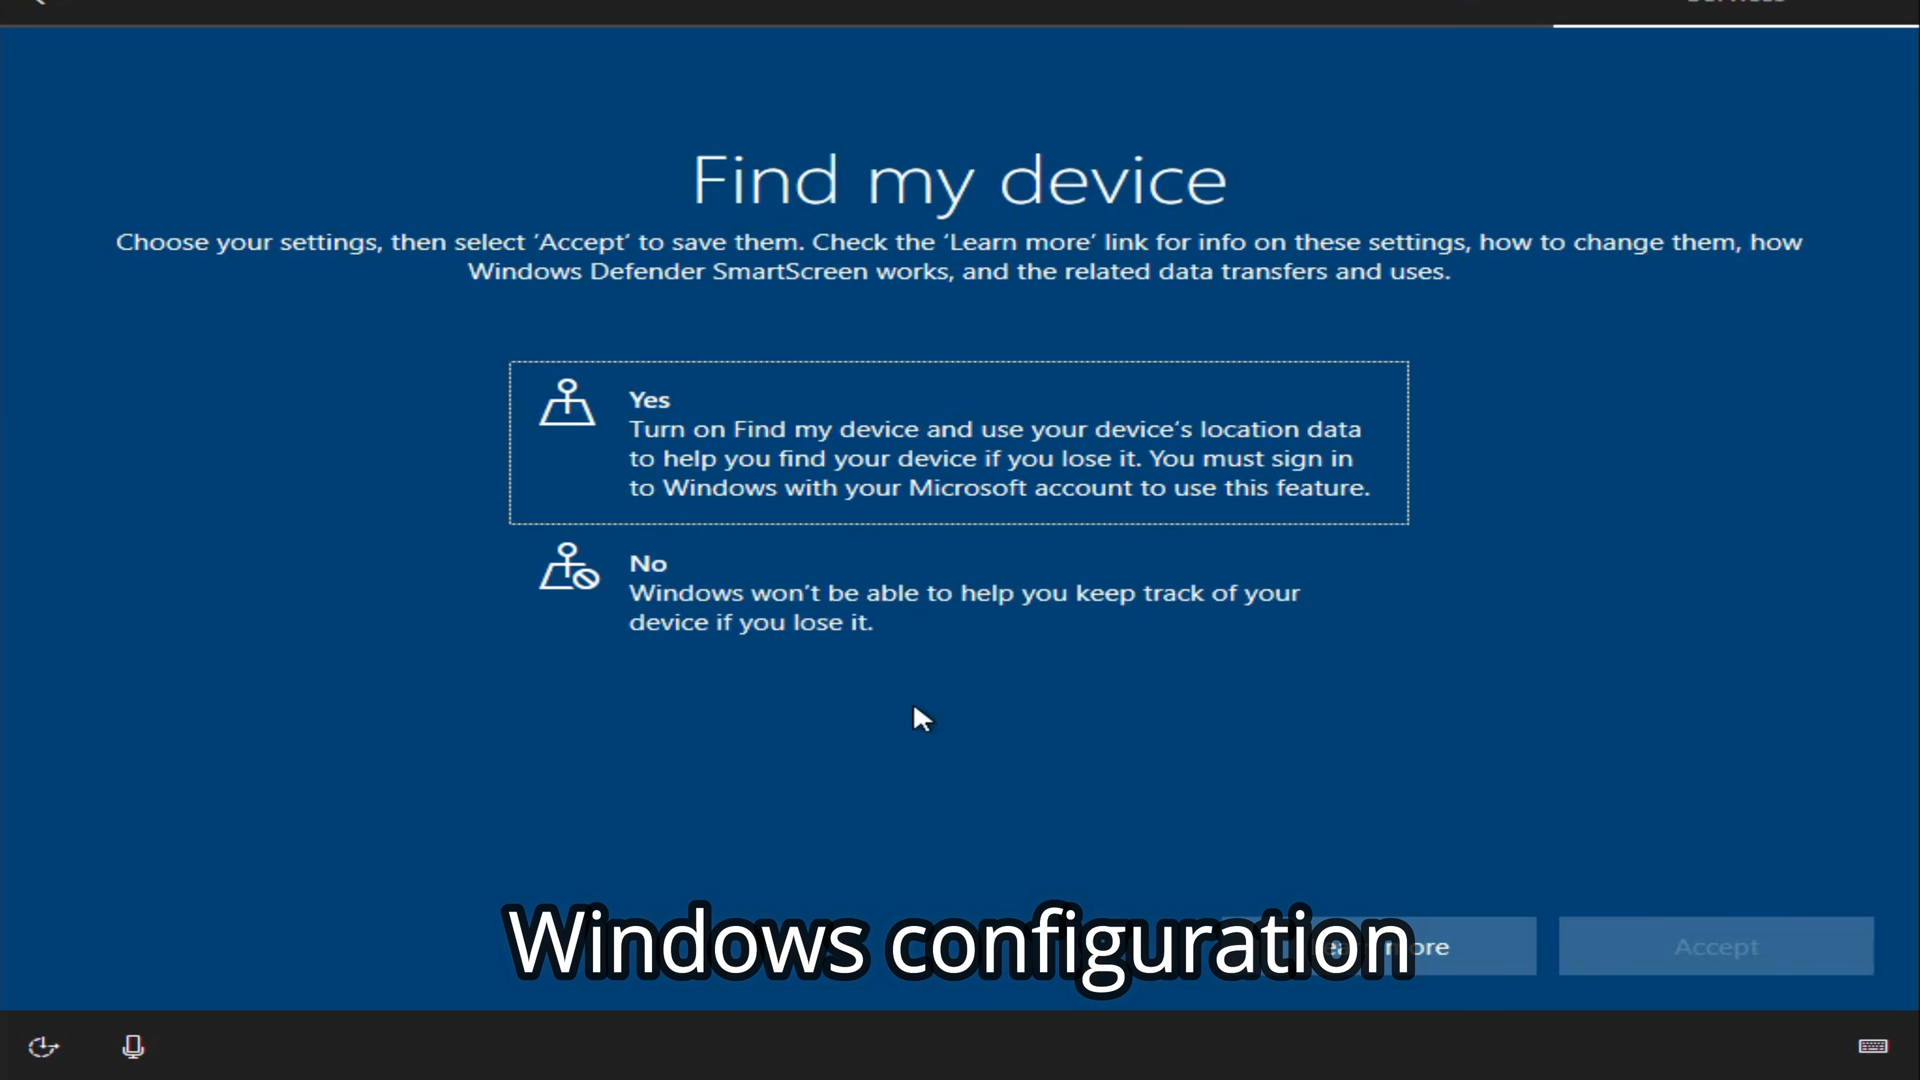 Find my device
Choose your settings, then select ‘Accept’ to save them. Check the ‘Learn more’ link for info on these settings, how to change them, how
Windows Defender SmartScreen works, and the related data transfers and uses.
Yes
Turn on Find my device and use your device’s location data
to help you find your device if you lose it. You must sign in
to Windows with your Microsoft account to use this feature.
No
Windows won’t be able to help you keep track of your
device if you lose it.
Windows configuration
Accept